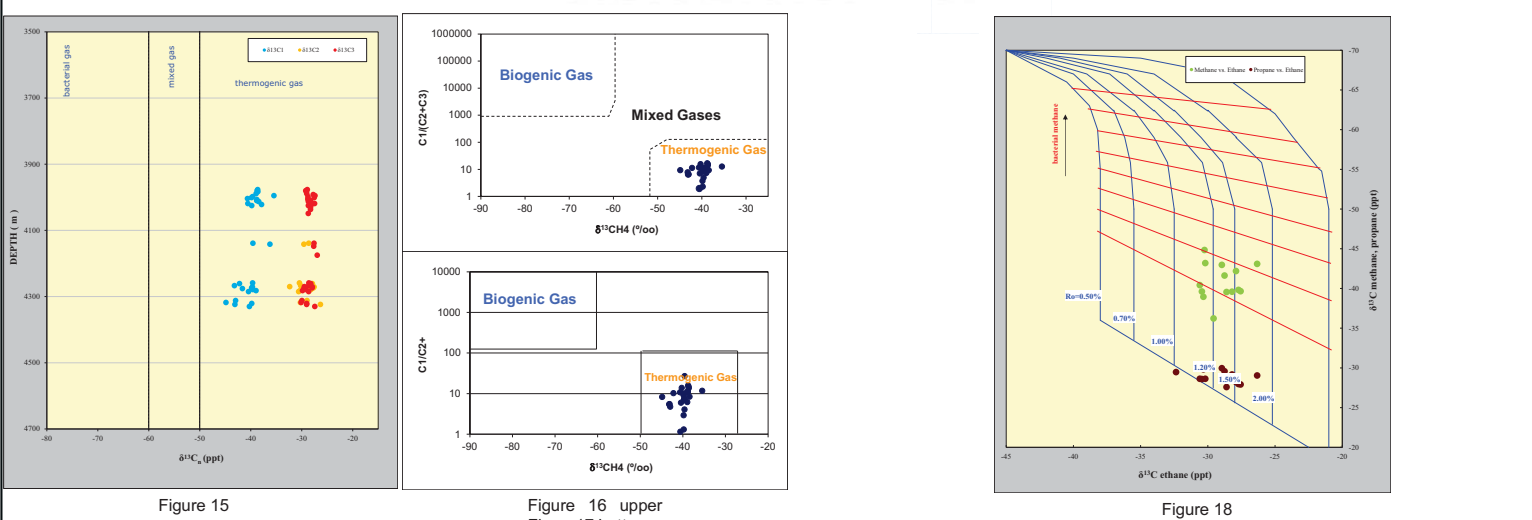 3500
3700
3900
4100
4300
4500
4700
-80
-70
-60
-50
-40
-30
-20
DEPTH ( m )
δ¹³Cn (ppt)
bacterial gas
mixed gas
thermogenic gas
δ13C1
δ13C2
δ13C3
Figure 15
1000000
100000
10000
1000
100
10
1
C1/(C2+C3)
Biogenic Gas
Mixed Gases
Thermogenic Gas
-90
-80
-70
-60
-50
-40
-30
δ¹³CH4 (º/oo)
10000
1000
100
10
1
C1/C2+
Biogenic Gas
Thermogenic Gas
-90
-80
-70
-60
-50
-40
-30
-20
δ¹³CH4 (º/oo)
Figure 16 upper
Methane vs. Ethane
Propane vs. Ethane
bacterial methane
Ro=0.50%
0.70%
1.00%
1.20%
1.50%
2.00%
-70
-65
-60
-55
-50
-45
-40
-35
-30
-25
-20
δ¹³C methane, propane (ppt)
-45
-40
-35
-30
-25
-20
δ¹³C ethane (ppt)
Figure 18